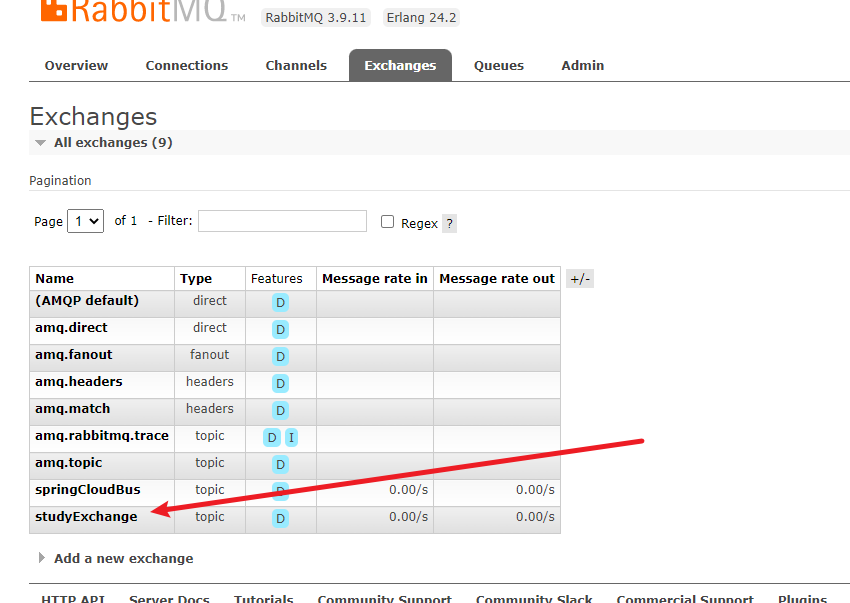 RabbitMQ TM RabbitMQ 3.9.11 Erlang 24.2
Overview Connections Channels Exchanges Queues Admin
Exchanges
All exchanges (9)
Pagination
Page 1 of 1 - Filter: Regex ?
Name Type Features Message rate in Message rate out +/-
(AMQP default) direct D
amq.direct direct D
amq.fanout fanout D
amq.headers headers D
amq.match headers D
amq.rabbitmq.trace topic D I
amq.topic topic D
springCloudBus topic D 0.00/s 0.00/s
studyExchange topic D 0.00/s 0.00/s
Add a new exchange
HTTP API Server Docs Tutorials Community Support Community Slack Commercial Support Plugins